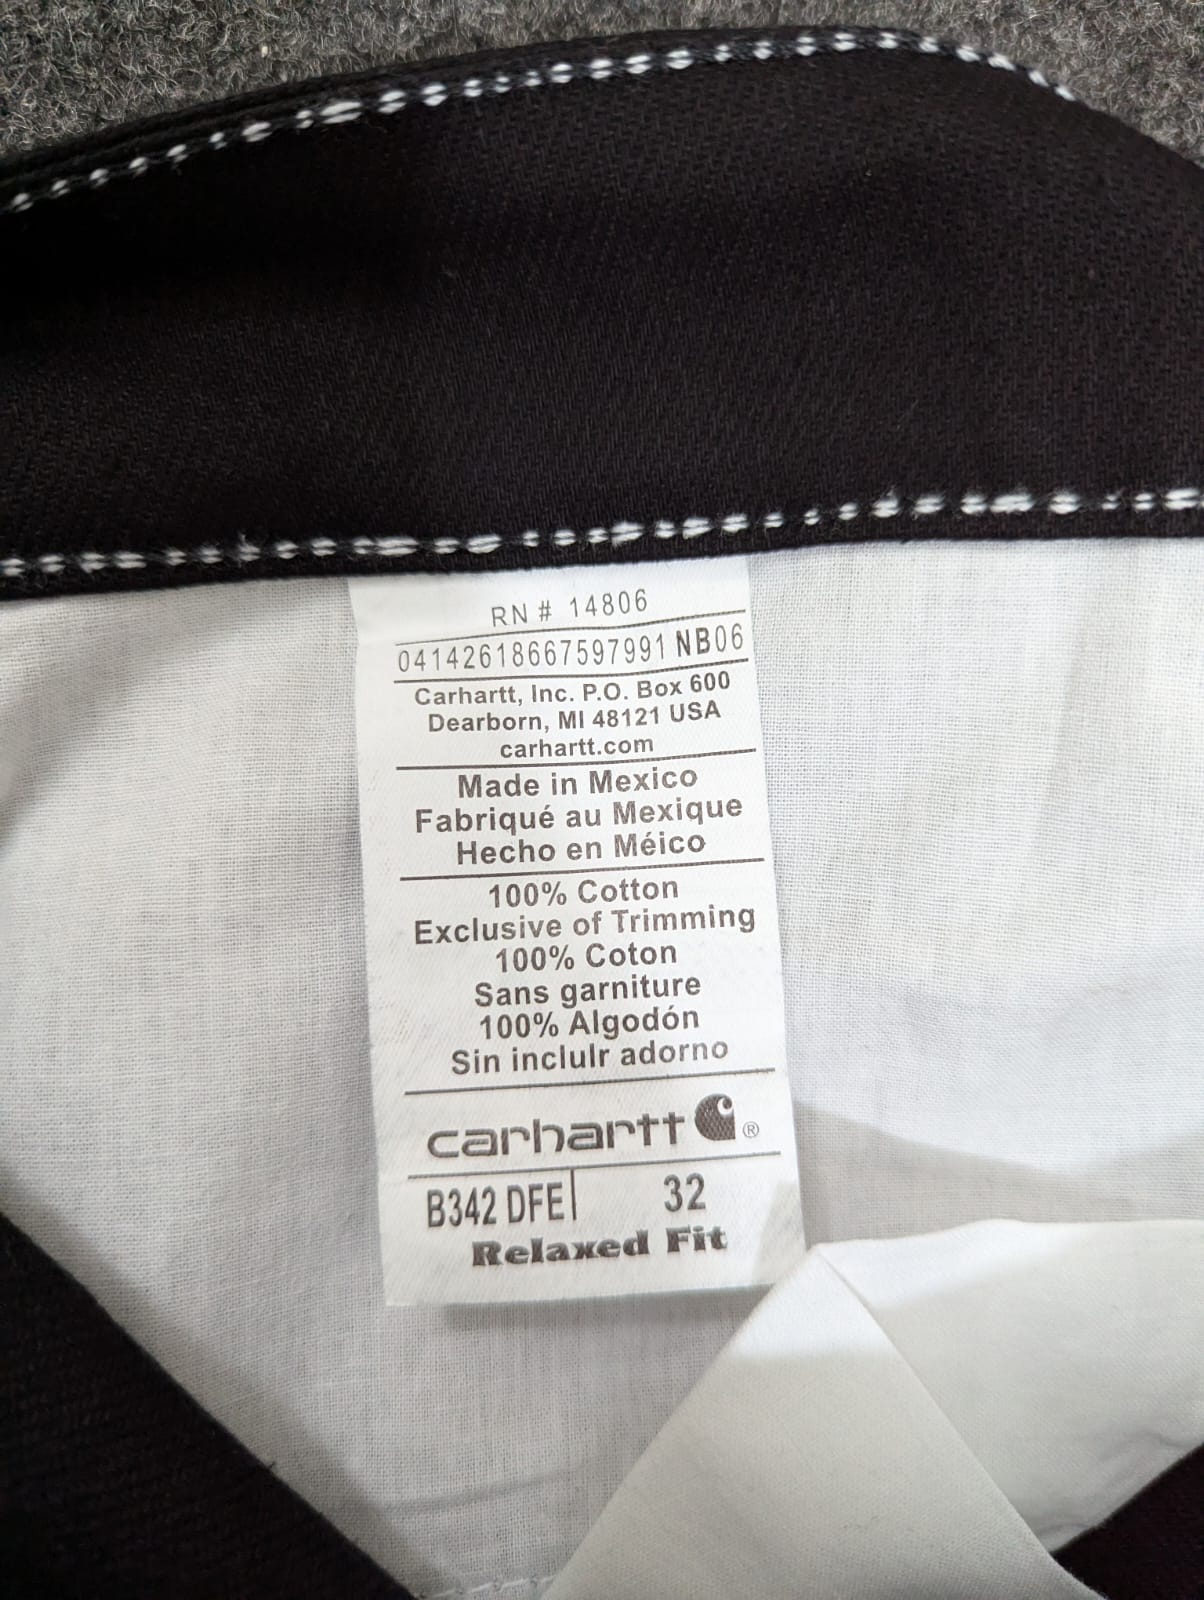 RN # 14806
04142618667597991 NB06
Carhartt, Inc. P.O. Box 600
Dearborn, MI 48121 USA
carhartt.com
Made in Mexico
Fabriqué au Mexique
Hecho en Méico
100% Cotton
Exclusive of Trimming
100% Coton
Sans garniture
100% Algodón
Sin inclulr adorno
carhartt ®
B342 DFE 32
Relaxed Fit